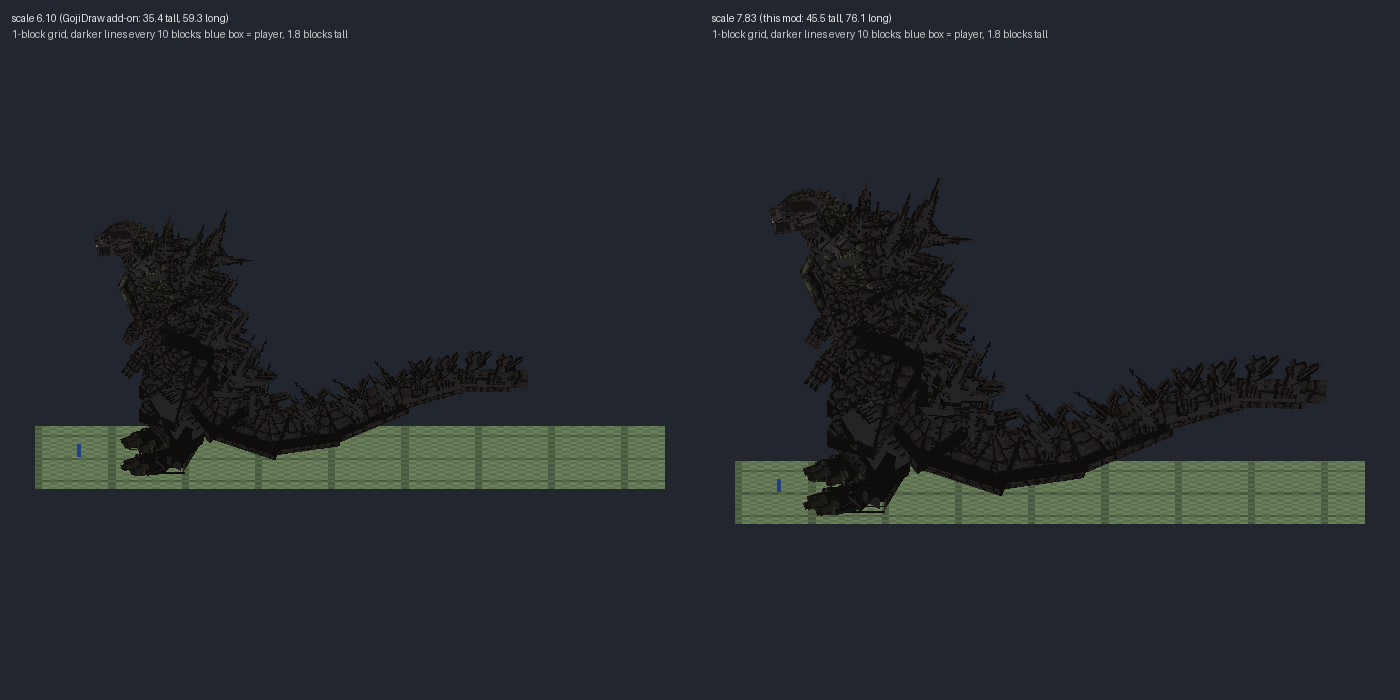 scale 6.10 (GojiDraw add-on: 35.4 tall, 59.3 long)
1-block grid, darker lines every 10 blocks; blue box = player, 1.8 blocks tall
scale 7.83 (this mod: 45.5 tall, 76.1 long)
1-block grid, darker lines every 10 blocks; blue box = player, 1.8 blocks tall